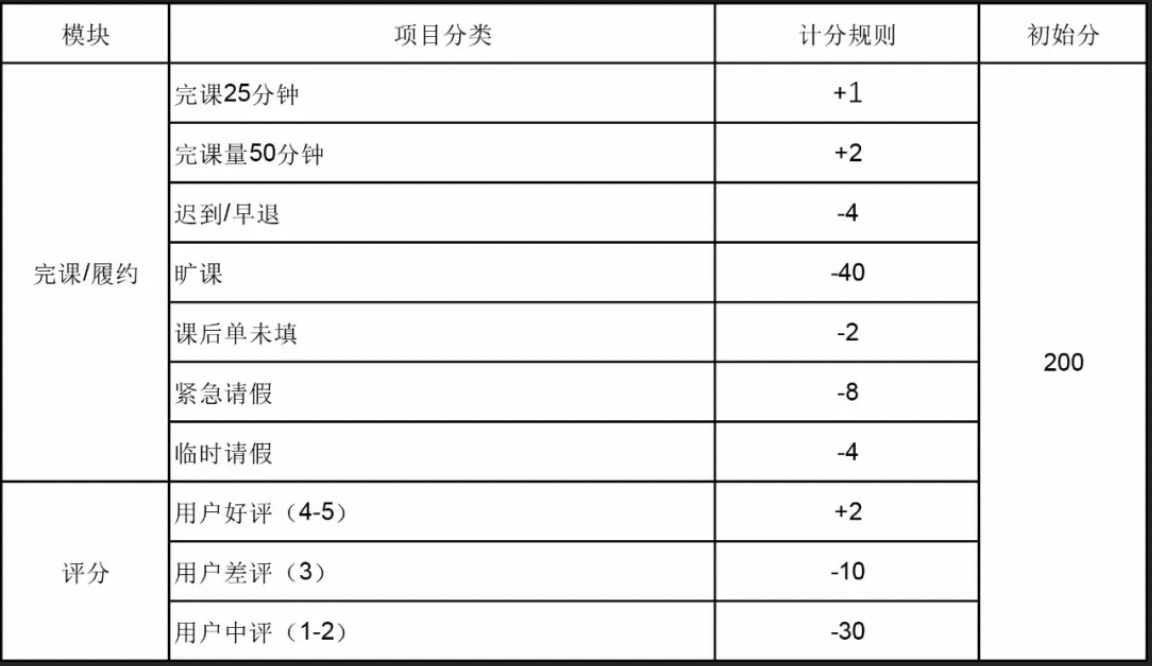 模块 项目分类 计分规则 初始分
完课25分钟 +1
完课量50分钟 +2
迟到/早退 -4
完课/履约 旷课 -40
课后单未填 -2
200
紧急请假 -8
临时请假 -4
用户好评（4-5） +2
评分 用户差评（3） -10
用户中评（1-2） -30